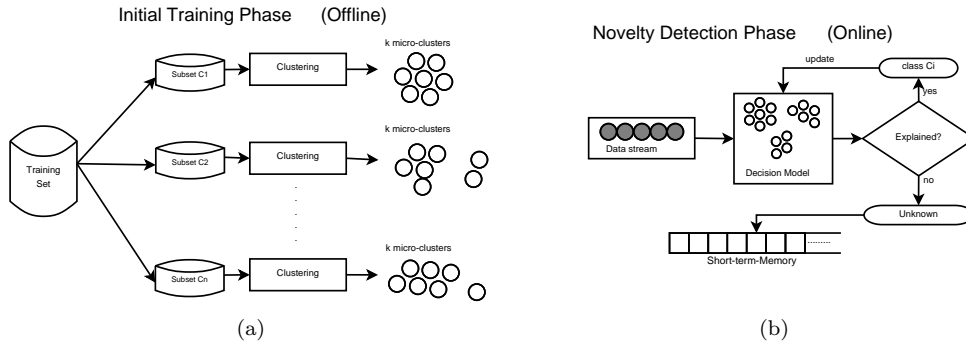 Initial Training Phase (Offline)
k micro-clusters
Subset C1
Clustering
k micro-clusters
Training
Set
Subset C2
Clustering
k micro-clusters
Subset Cn
Clustering
(a)
Novelty Detection Phase (Online)
update
class Ci
yes
Data stream
Decision Model
Explained?
no
Unknown
Short-term-Memory
(b)